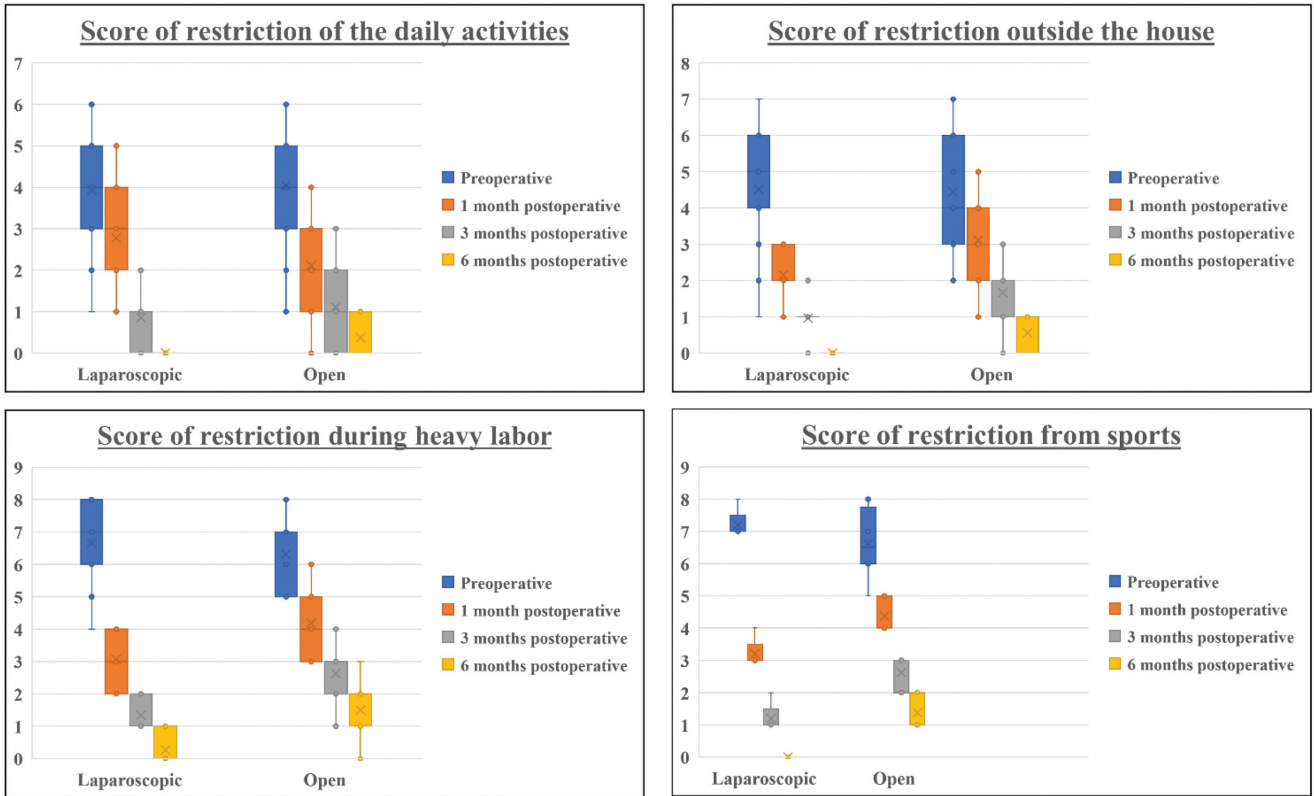 Score of restriction of the daily activities
7
6
5
4
3
2
1
0
Laparoscopic
Open
Preoperative
1 month postoperative
3 months postoperative
6 months postoperative
Score of restriction outside the house
8
7
6
5
4
3
2
1
0
Laparoscopic
Open
Preoperative
1 month postoperative
3 months postoperative
6 months postoperative
Score of restriction during heavy labor
9
8
7
6
5
4
3
2
1
0
Laparoscopic
Open
Preoperative
1 month postoperative
3 months postoperative
6 months postoperative
Score of restriction from sports
9
8
7
6
5
4
3
2
1
0
Laparoscopic
Open
Preoperative
1 month postoperative
3 months postoperative
6 months postoperative